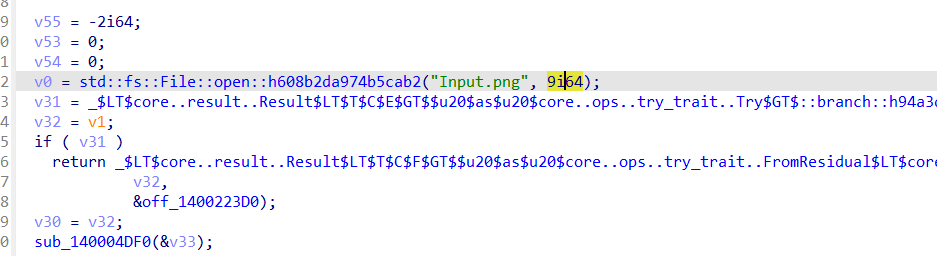 8
9 v55 = -2i64;
0 v53 = 0;
1 v54 = 0;
2 v0 = std::fs::File::open::h608b2da974b5cab2("Input.png", 9i64);
3 v31 = _$LT$core..result..Result$LT$T$C$E$GT$$u20$as$u20$core..ops..try_trait..Try$GT$::branch::h94a3c
4 v32 = v1;
5 if ( v31 )
6 return _$LT$core..result..Result$LT$T$C$F$GT$$u20$as$u20$core..ops..try_trait..FromResidual$LT$core
7 v32,
8 &off_1400223D0);
9 v30 = v32;
0 sub_140004DF0(&v33);